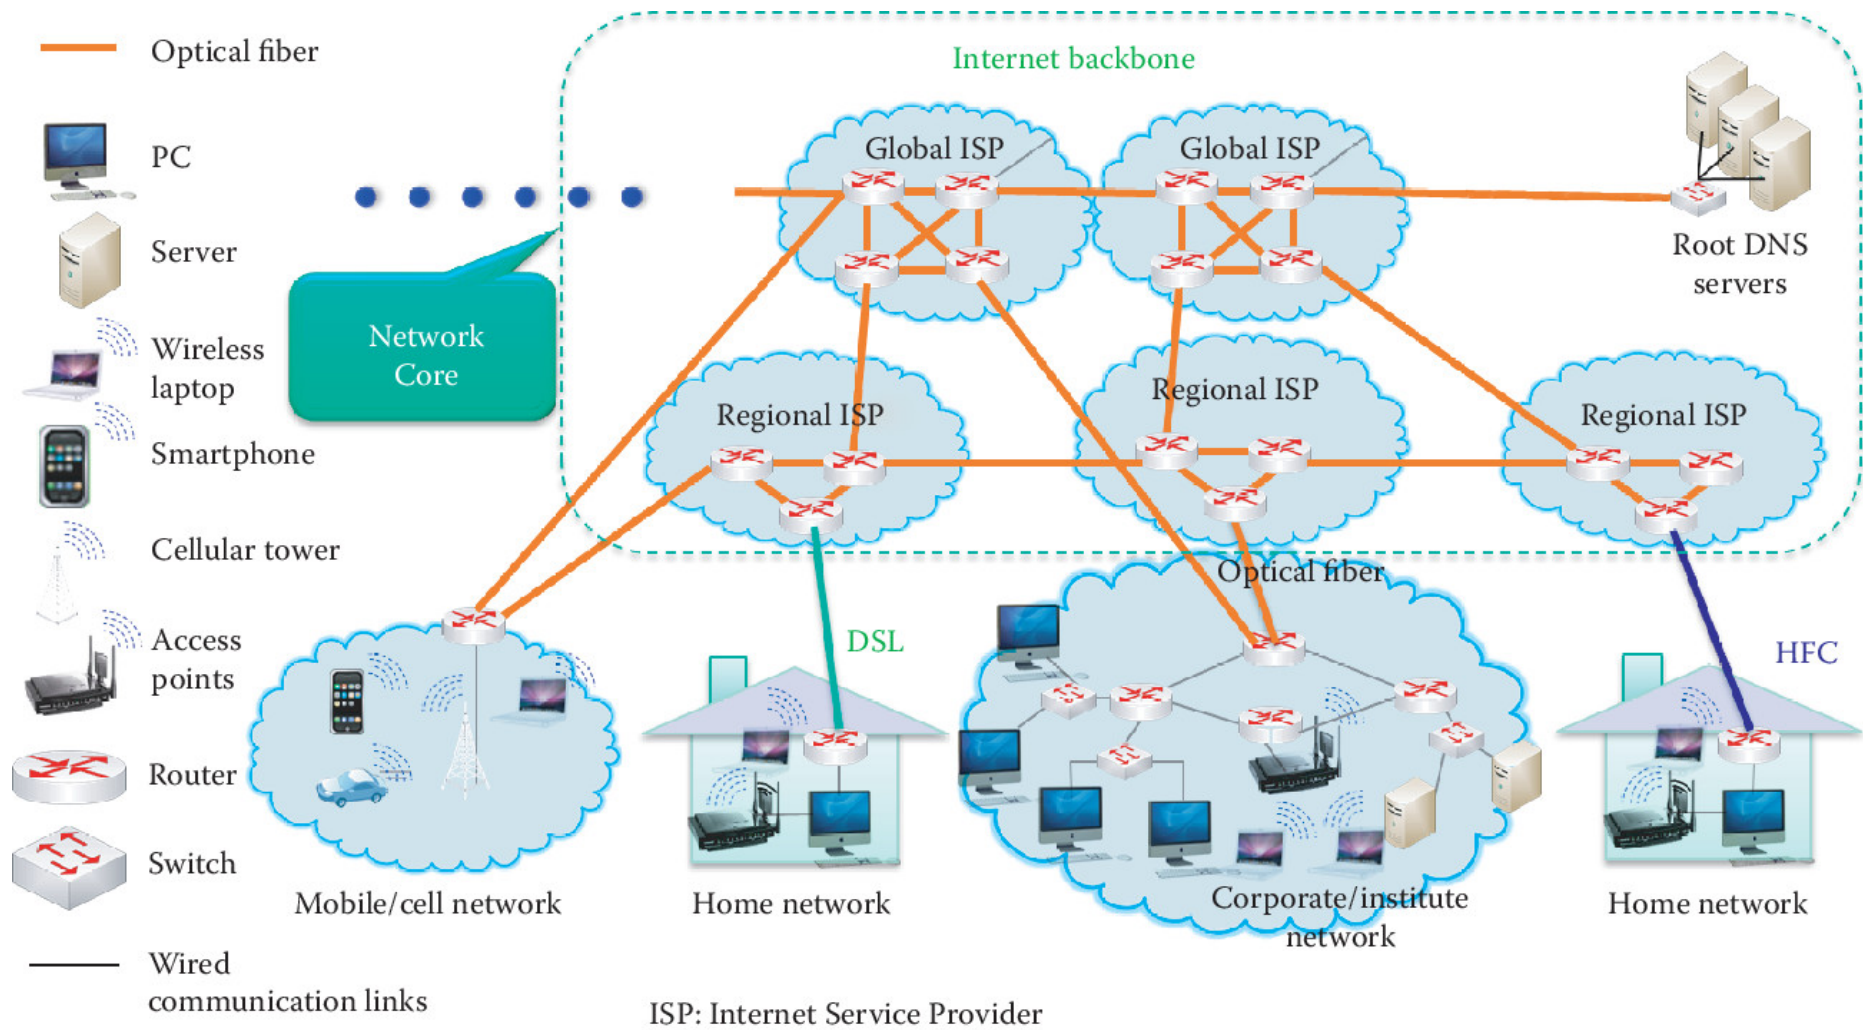 Optical fiber
PC
Server
Wireless
laptop
Smartphone
Cellular tower
Access
points
Router
Switch
Wired
communication links
Internet backbone
Network
Core
Global ISP
Global ISP
Root DNS
servers
Regional ISP
Regional ISP
Regional ISP
Optical fiber
DSL
HFC
Mobile/cell network
Home network
Corporate/institute
network
Home network
ISP: Internet Service Provider